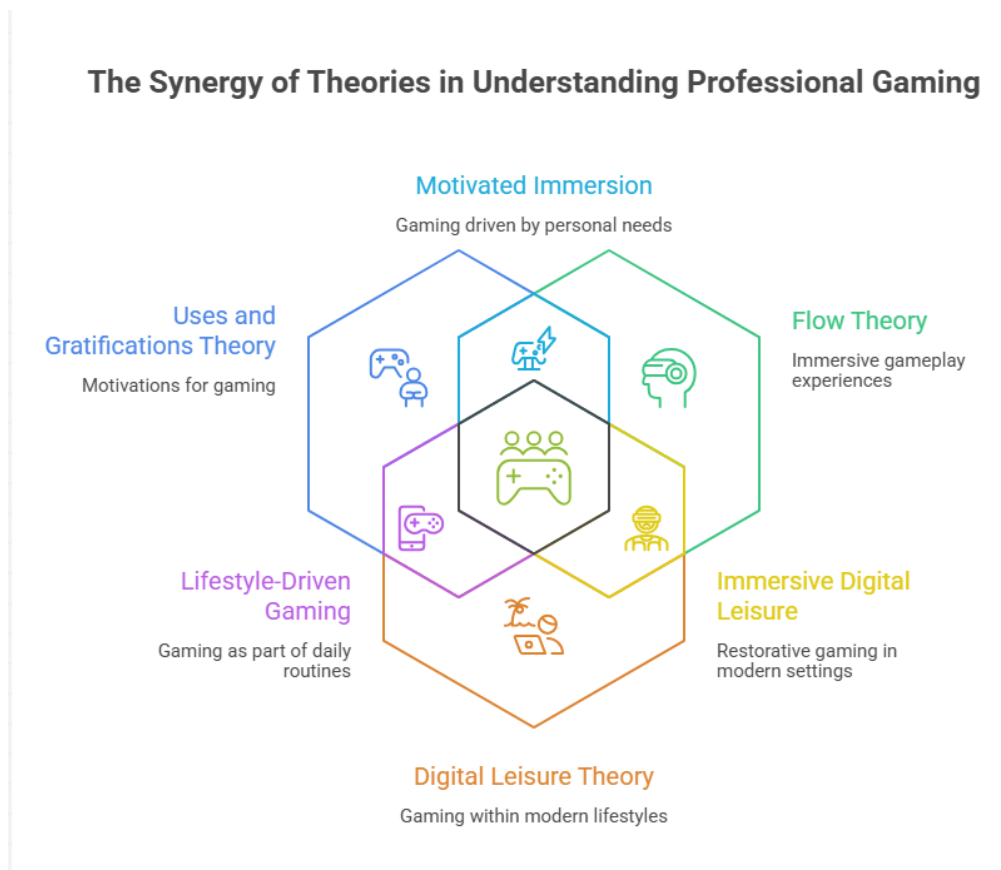 The Synergy of Theories in Understanding Professional Gaming
Motivated Immersion
Gaming driven by personal needs
Uses and
Gratifications Theory
Motivations for gaming
Flow Theory
Immersive gameplay
experiences
Lifestyle-Driven
Gaming
Gaming as part of daily
routines
Immersive Digital
Leisure
Restorative gaming in
modern settings
Digital Leisure Theory
Gaming within modern lifestyles